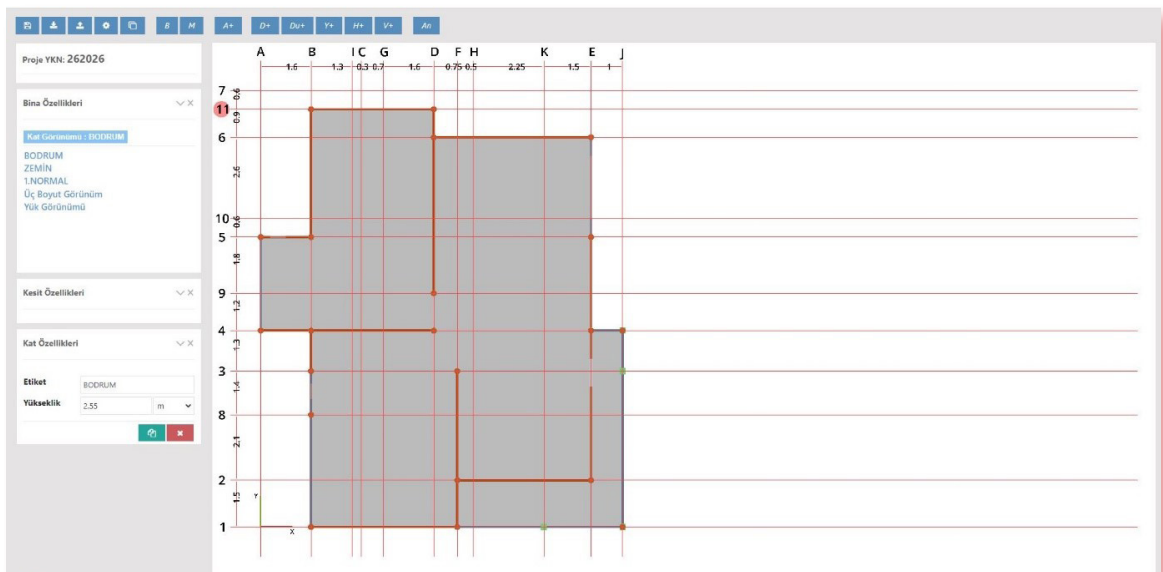 B M A+ D+ Du+ Y+ H+ V+ An
Proje YKN: 262026
Bina Özellikleri
Kat Görünümü : BODRUM
BODRUM
ZEMİN
1.NORMAL
Üç Boyut Görünüm
Yük Görünümü
Kesit Özellikleri
Kat Özellikleri
Etiket BODRUM
Yükseklik 2.55 m
A B I C G D F H K E J
1.6 1.3 0.3 0.7 1.6 0.75 0.5 2.25 1.5 1
7
0.6
11
0.9
6
2.6
10
0.6
5
1.8
9
1.2
4
1.3
3
1.4
8
2.1
2
1.5
Y
1
X